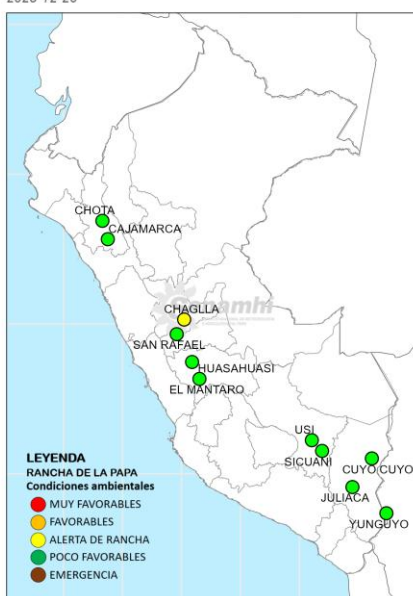 CHOTA
CAJAMARCA
Senamhi
CHAGLLA
SAN RAFAEL
HUASAHUASI
EL MANTARO
USI
SICUANI
CUYO CUYO
JULIACA
YUNGUYO
LEYENDA
RANCHA DE LA PAPA
Condiciones ambientales
MUY FAVORABLES
FAVORABLES
ALERTA DE RANCHA
POCO FAVORABLES
EMERGENCIA